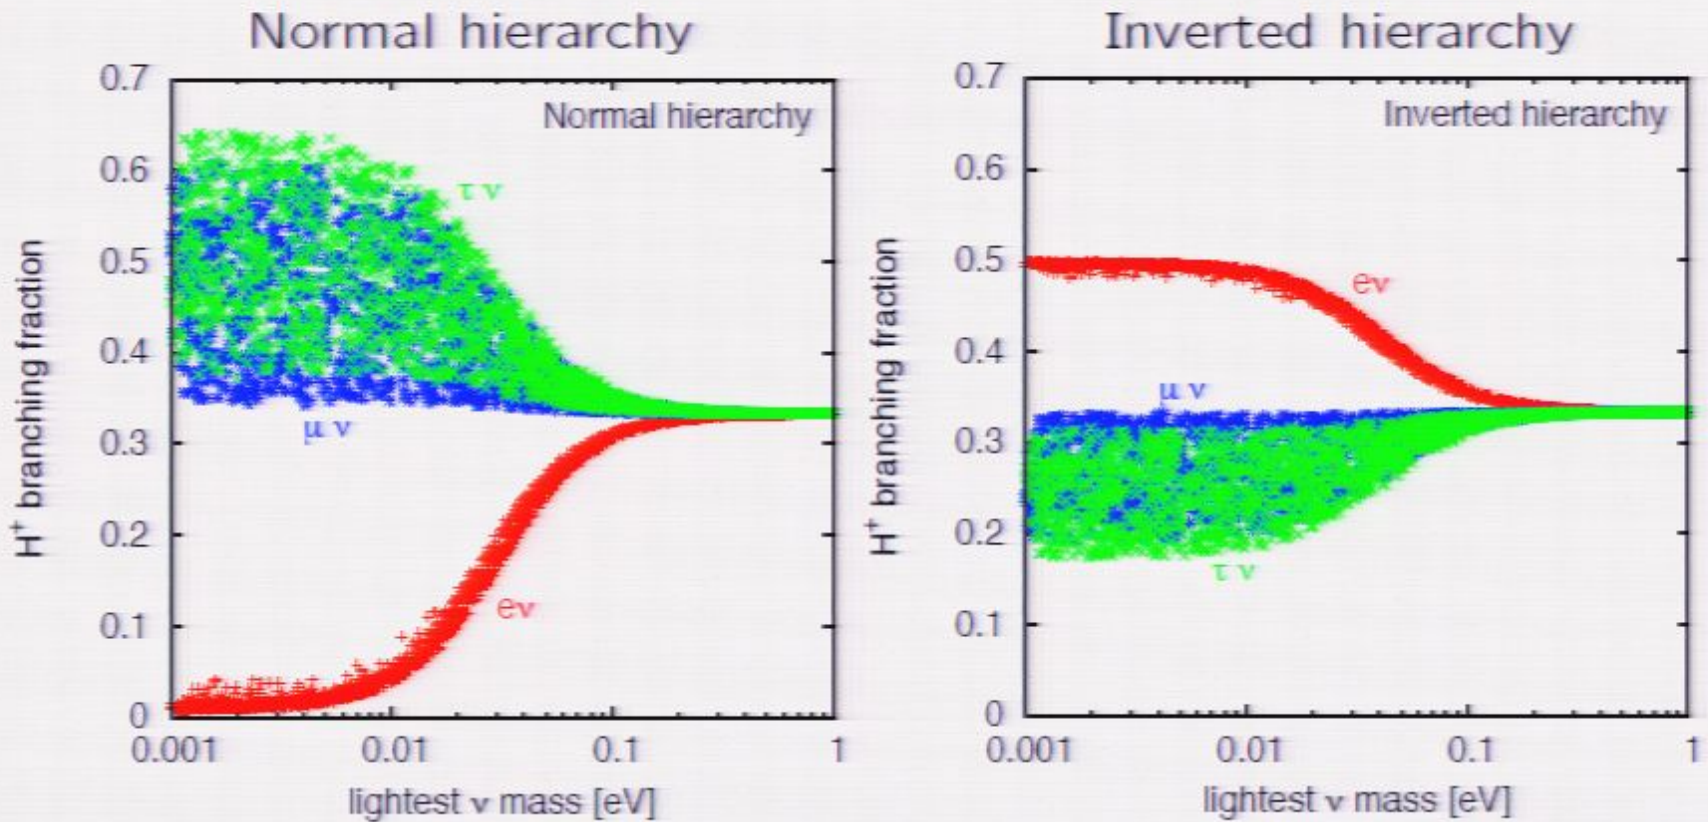 Normal hierarchy
0.7
0.6
0.5
0.4
0.3
0.2
0.1
0
0.001 0.01 0.1 1
H⁺ branching fraction
lightest ν mass [eV]
Normal hierarchy
τ ν
μ ν
eν
Inverted hierarchy
0.7
0.6
0.5
0.4
0.3
0.2
0.1
0
0.001 0.01 0.1 1
H⁺ branching fraction
lightest ν mass [eV]
Inverted hierarchy
eν
μ ν
τ ν